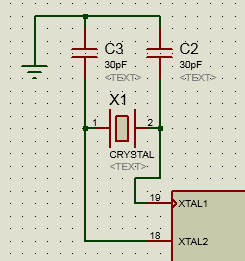 C3
30pF
<TEXT>
C2
30pF
<TEXT>
X1
1
2
CRYSTAL
<TEXT>
19
XTAL1
18
XTAL2